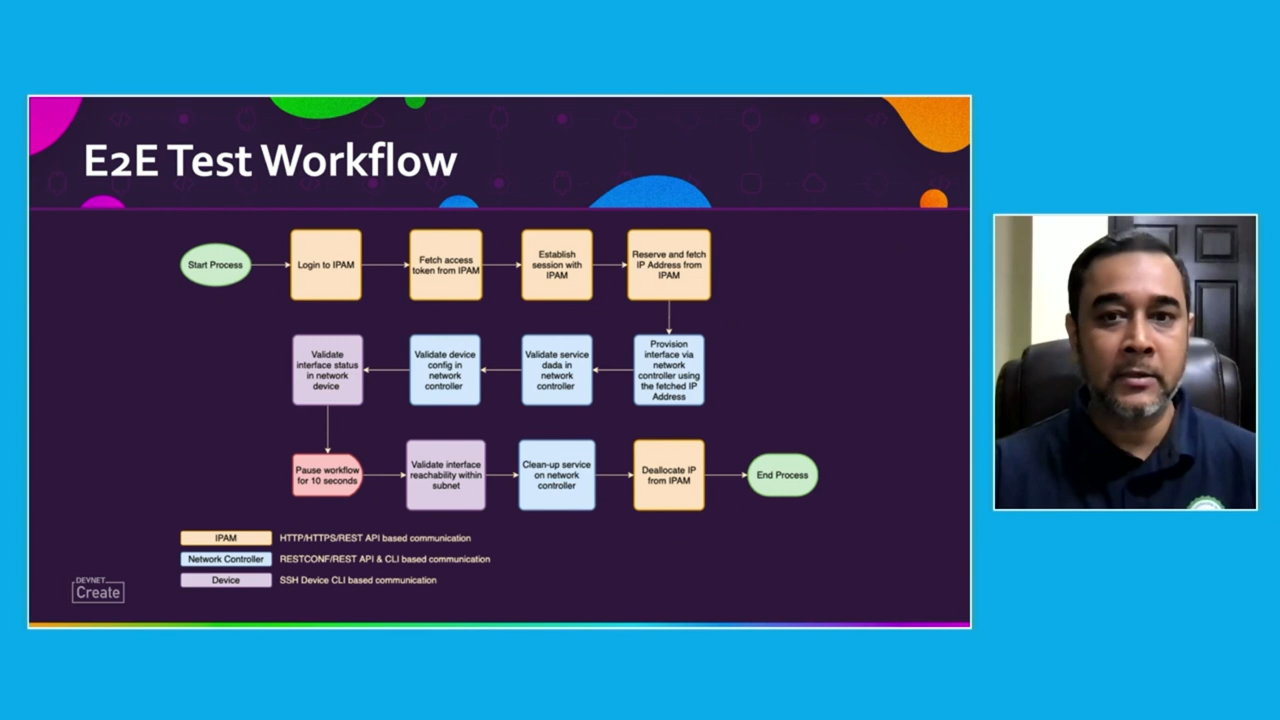 E2E Test Workflow
Start Process
Login to IPAM
Fetch access
token from IPAM
Establish
session with
IPAM
Reserve and fetch
IP Address from
IPAM
Provision
interface via
network
controller using
the fetched IP
Address
Validate service
dada in network
controller
Validate device
config in
network
controller
Validate
interface status
in network
device
Pause workflow
for 10 seconds
Validate interface
reachability within
subnet
Clean-up service
on network
controller
Deallocate IP
from IPAM
End Process
IPAM HTTP/HTTPS/REST API based communication
Network Controller RESTCONF/REST API & CLI based communication
Device SSH Device CLI based communication
DEVNET
Create